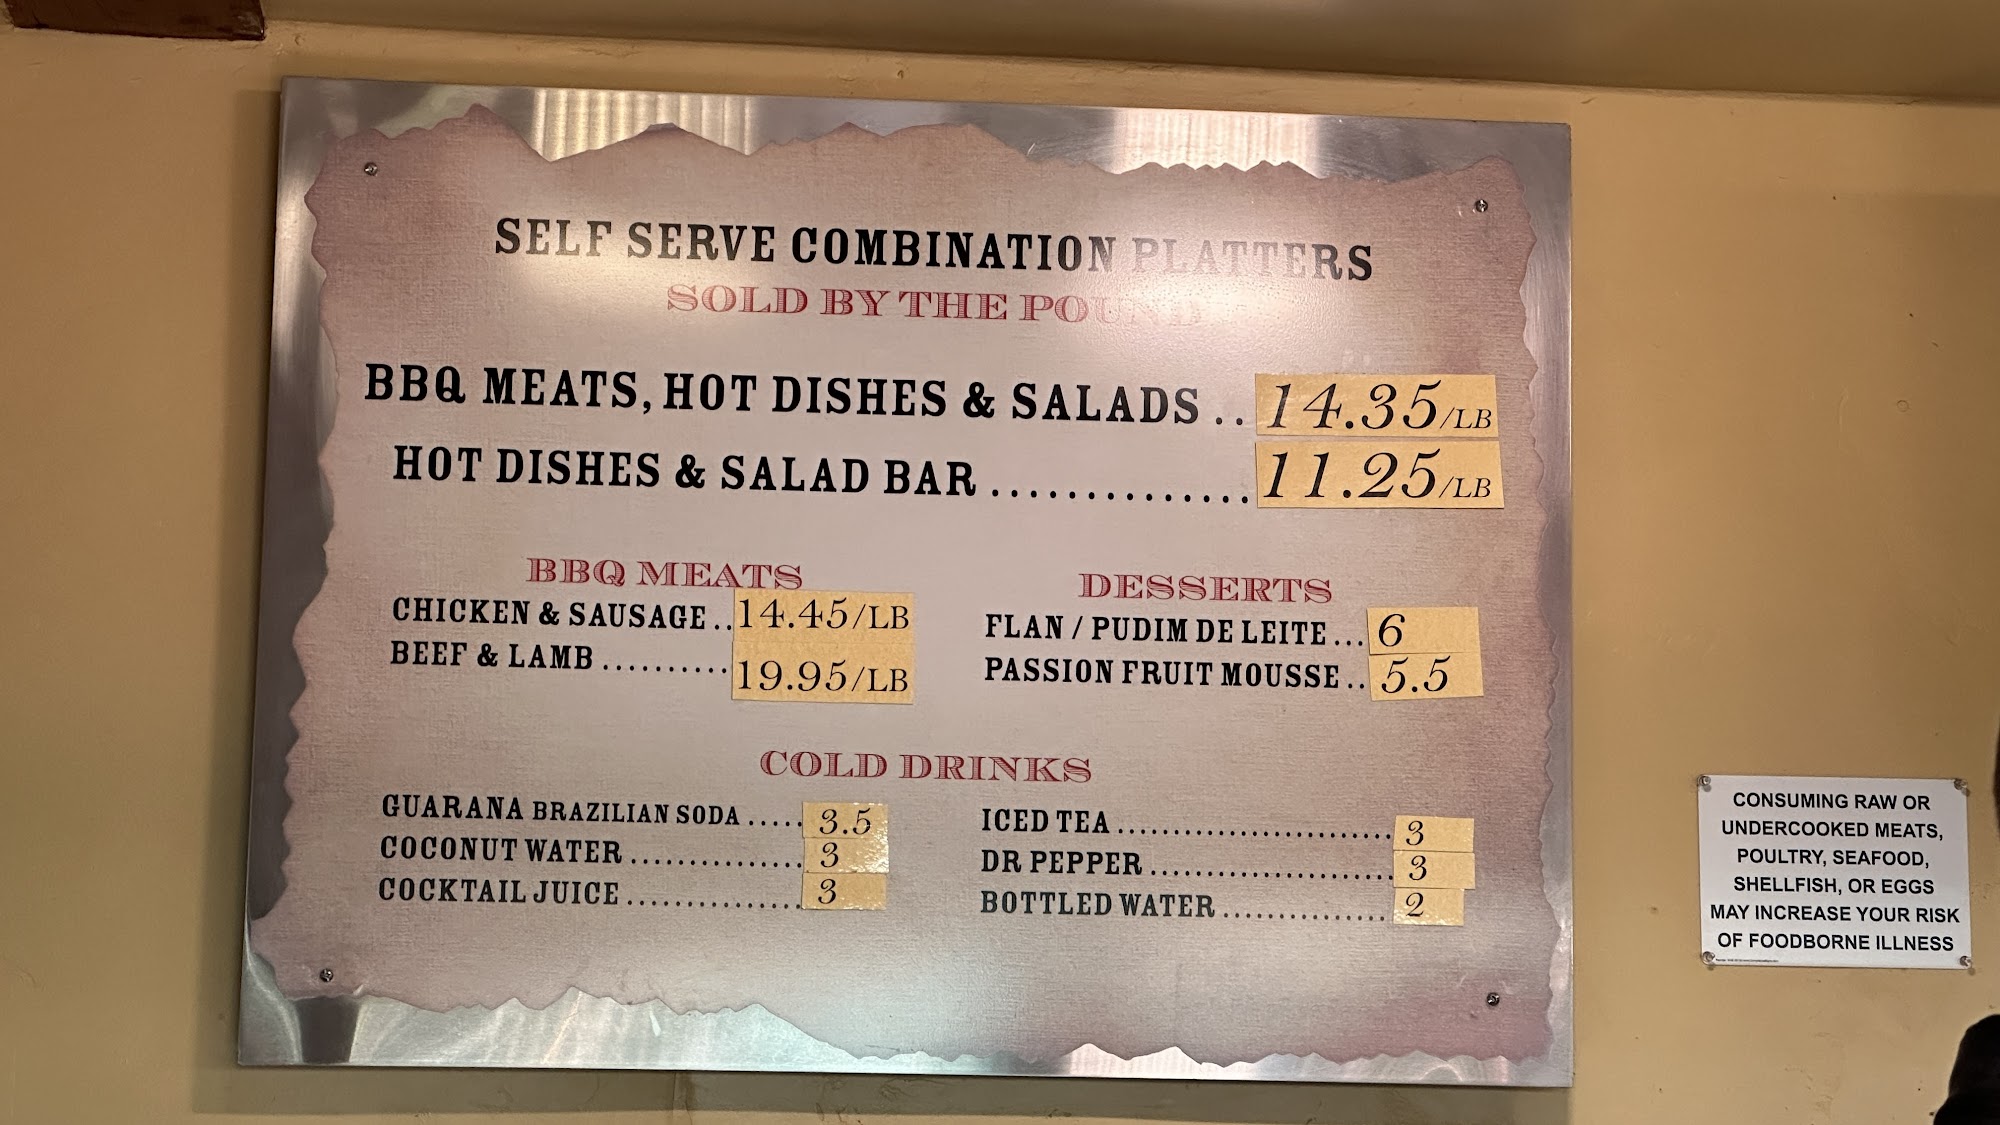 SELF SERVE COMBINATION PLATTERS
SOLD BY THE POUND
BBQ MEATS, HOT DISHES & SALADS .. 14.35/LB
HOT DISHES & SALAD BAR .............. 11.25/LB
BBQ MEATS
CHICKEN & SAUSAGE .. 14.45/LB
BEEF & LAMB .......... 19.95/LB
DESSERTS
FLAN / PUDIM DE LEITE ... 6
PASSION FRUIT MOUSSE .. 5.5
COLD DRINKS
GUARANA BRAZILIAN SODA ..... 3.5
COCONUT WATER ............... 3
COCKTAIL JUICE ............... 3
ICED TEA ........................ 3
DR PEPPER ..................... 3
BOTTLED WATER ............... 2
CONSUMING RAW OR
UNDERCOOKED MEATS,
POULTRY, SEAFOOD,
SHELLFISH, OR EGGS
MAY INCREASE YOUR RISK
OF FOODBORNE ILLNESS